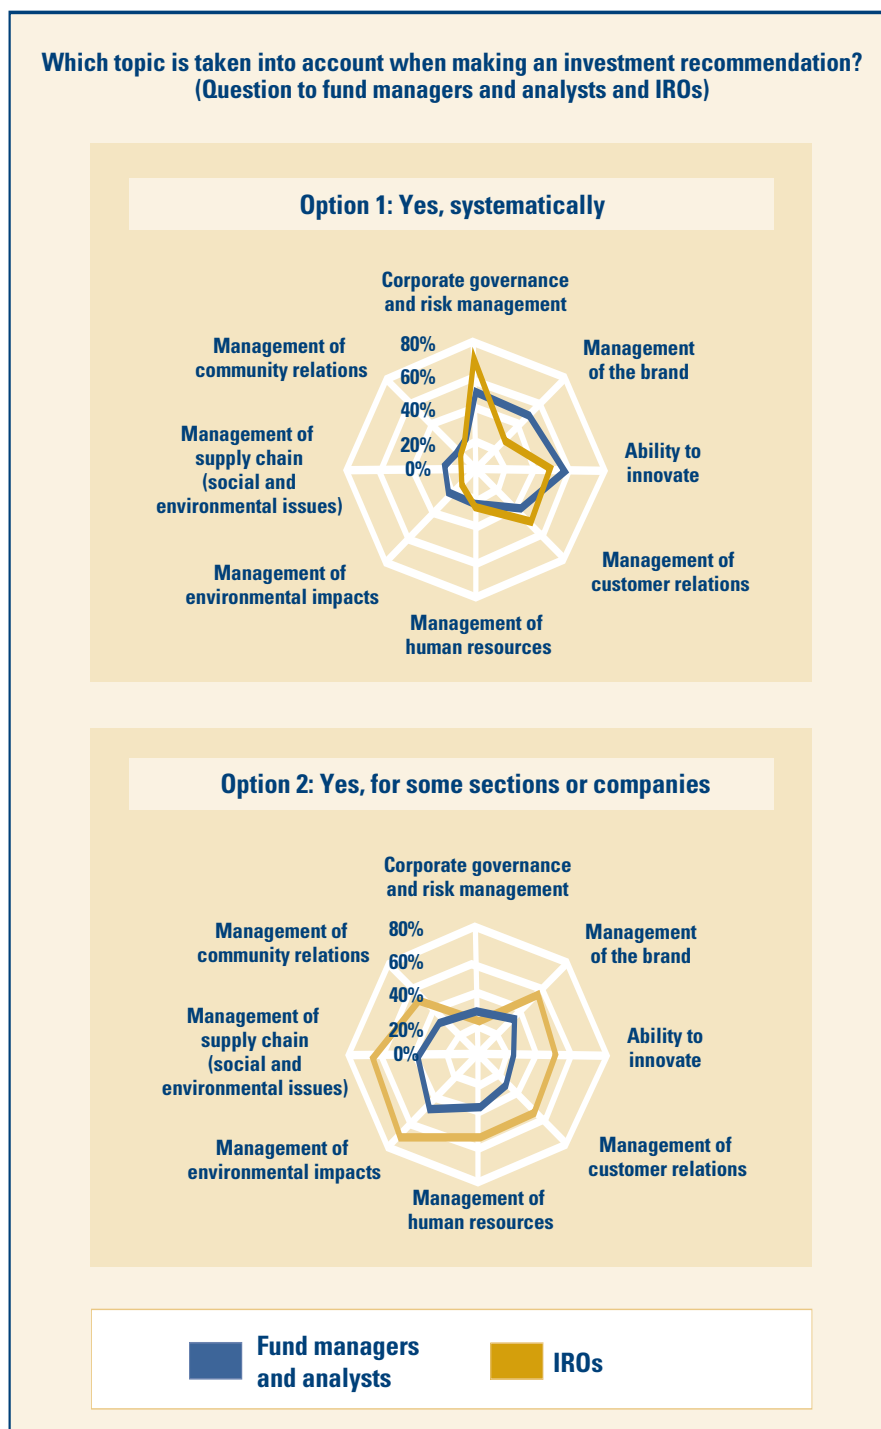 Which topic is taken into account when making an investment recommendation?
(Question to fund managers and analysts and IROs)
Option 1: Yes, systematically
Corporate governance
and risk management
Management of
community relations
Management
of the brand
80%
60%
40%
20%
0%
Management of
supply chain
(social and
environmental issues)
Ability to
innovate
Management of
environmental impacts
Management of
customer relations
Management of
human resources
Option 2: Yes, for some sections or companies
Corporate governance
and risk management
Management of
community relations
Management
of the brand
80%
60%
40%
20%
0%
Management of
supply chain
(social and
environmental issues)
Ability to
innovate
Management of
environmental impacts
Management of
customer relations
Management of
human resources
Fund managers
and analysts
IROs